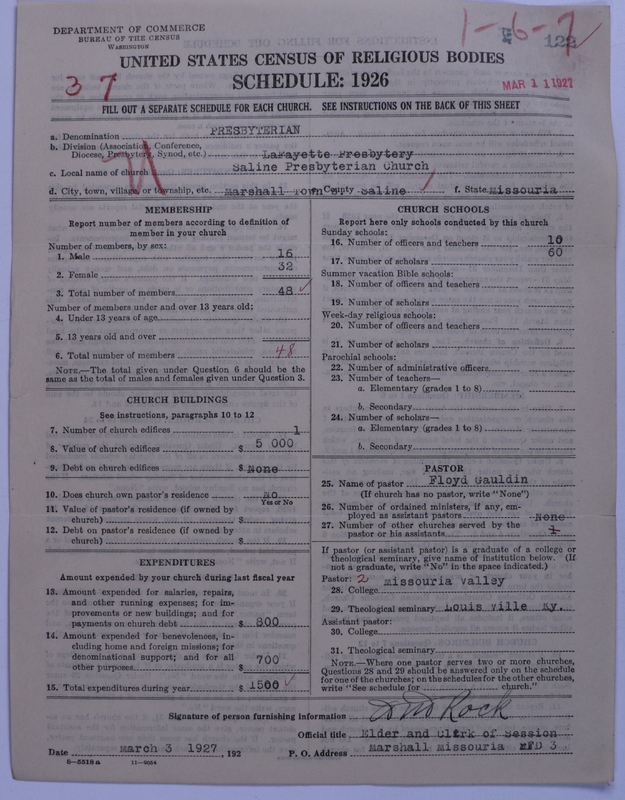 DEPARTMENT OF COMMERCE
BUREAU OF THE CENSUS
WASHINGTON
1-6-7
122
UNITED STATES CENSUS OF RELIGIOUS BODIES
SCHEDULE: 1926
37
MAR 11 1927
FILL OUT A SEPARATE SCHEDULE FOR EACH CHURCH. SEE INSTRUCTIONS ON THE BACK OF THIS SHEET
a. Denomination PRESBYTERIAN
b. Division (Association, Conference,
Diocese, Presbytery, Synod, etc.) LaFayette Presbytery
c. Local name of church Saline Presbyterian Church
d. City, town, village, or township, etc. Marshall Town County Saline f. State Missouria
MEMBERSHIP
Report number of members according to definition of
member in your church
Number of members, by sex:
1. Male 16
2. Female 32
3. Total number of members 48
Number of members under and over 13 years old:
4. Under 13 years of age
5. 13 years old and over
6. Total number of members 48
NOTE.—The total given under Question 6 should be the
same as the total of males and females given under Question 3.
CHURCH BUILDINGS
See instructions, paragraphs 10 to 12
7. Number of church edifices 1
8. Value of church edifices $ 5 000
9. Debt on church edifices $ None
10. Does church own pastor's residence no
Yes or No
11. Value of pastor's residence (if owned by
church) $
12. Debt on pastor's residence (if owned by
church) $
EXPENDITURES
Amount expended by your church during last fiscal year
13. Amount expended for salaries, repairs,
and other running expenses; for im-
provements or new buildings; and for
payments on church debt $ 800
14. Amount expended for benevolences, in-
cluding home and foreign missions; for
denominational support; and for all
other purposes $ 700
15. Total expenditures during year $ 1500
CHURCH SCHOOLS
Report here only schools conducted by this church
Sunday schools:
16. Number of officers and teachers 10
17. Number of scholars 60
Summer vacation Bible schools:
18. Number of officers and teachers
19. Number of scholars
Week-day religious schools:
20. Number of officers and teachers
21. Number of scholars
Parochial schools:
22. Number of administrative officers
23. Number of teachers—
a. Elementary (grades 1 to 8)
b. Secondary
24. Number of scholars—
a. Elementary (grades 1 to 8)
b. Secondary
PASTOR
25. Name of pastor Floyd Gauldin
(If church has no pastor, write "None")
26. Number of ordained ministers, if any, em-
ployed as assistant pastors None
27. Number of other churches served by the
pastor or his assistants 1
If pastor (or assistant pastor) is a graduate of a college or
theological seminary, give name of institution below. (If
not a graduate, write "No" in the space indicated.)
Pastor: 2 missouria Valley
28. College
29. Theological seminary Louis Ville Ky.
Assistant pastor:
30. College
31. Theological seminary
NOTE.—Where one pastor serves two or more churches,
Questions 28 and 29 should be answered only on the schedule
for one of the churches; on the schedules for the other churches,
write "See schedule for church."
Signature of person furnishing information Rock
Official title Elder and Clerk of Session
Date March 3 1927, 192 P. O. Address Marshall Missouria RFD 3
8—5518 a 11—9054